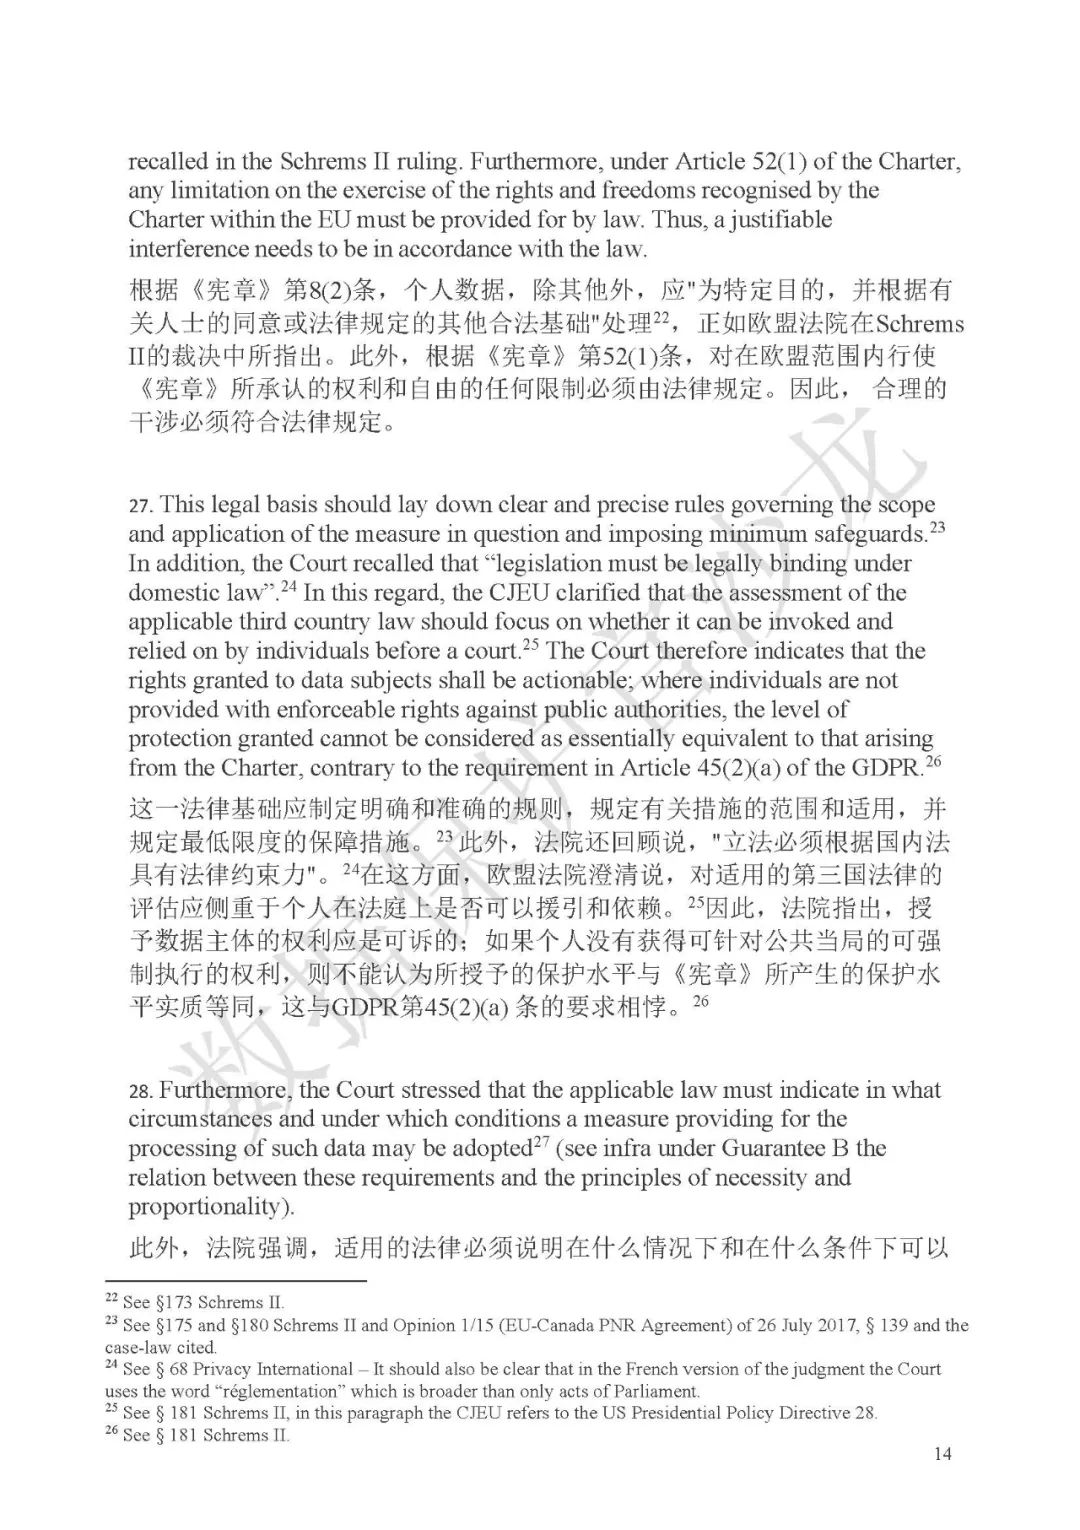 recalled in the Schrems II ruling. Furthermore, under Article 52(1) of the Charter,
any limitation on the exercise of the rights and freedoms recognised by the
Charter within the EU must be provided for by law. Thus, a justifiable
interference needs to be in accordance with the law.
根据《宪章》第8(2)条，个人数据，除其他外，应"为特定目的，并根据有
关人士的同意或法律规定的其他合法基础"处理22，正如欧盟法院在Schrems
II的裁决中所指出。此外，根据《宪章》第52(1)条，对在欧盟范围内行使
《宪章》所承认的权利和自由的任何限制必须由法律规定。因此， 合理的
干涉必须符合法律规定。
27. This legal basis should lay down clear and precise rules governing the scope
and application of the measure in question and imposing minimum safeguards.23
In addition, the Court recalled that “legislation must be legally binding under
domestic law”.24 In this regard, the CJEU clarified that the assessment of the
applicable third country law should focus on whether it can be invoked and
relied on by individuals before a court.25 The Court therefore indicates that the
rights granted to data subjects shall be actionable; where individuals are not
provided with enforceable rights against public authorities, the level of
protection granted cannot be considered as essentially equivalent to that arising
from the Charter, contrary to the requirement in Article 45(2)(a) of the GDPR.26
这一法律基础应制定明确和准确的规则，规定有关措施的范围和适用，并
规定最低限度的保障措施。23 此外，法院还回顾说，"立法必须根据国内法
具有法律约束力"。24在这方面，欧盟法院澄清说，对适用的第三国法律的
评估应侧重于个人在法庭上是否可以援引和依赖。25因此，法院指出，授
予数据主体的权利应是可诉的；如果个人没有获得可针对公共当局的可强
制执行的权利，则不能认为所授予的保护水平与《宪章》所产生的保护水
平实质等同，这与GDPR第45(2)(a) 条的要求相悖。26
28. Furthermore, the Court stressed that the applicable law must indicate in what
circumstances and under which conditions a measure providing for the
processing of such data may be adopted27 (see infra under Guarantee B the
relation between these requirements and the principles of necessity and
proportionality).
此外，法院强调，适用的法律必须说明在什么情况下和在什么条件下可以
22 See §173 Schrems II.
23 See §175 and §180 Schrems II and Opinion 1/15 (EU-Canada PNR Agreement) of 26 July 2017, § 139 and the
case-law cited.
24 See § 68 Privacy International – It should also be clear that in the French version of the judgment the Court
uses the word “réglementation” which is broader than only acts of Parliament.
25 See § 181 Schrems II, in this paragraph the CJEU refers to the US Presidential Policy Directive 28.
26 See § 181 Schrems II.
14
数据保护官沙龙